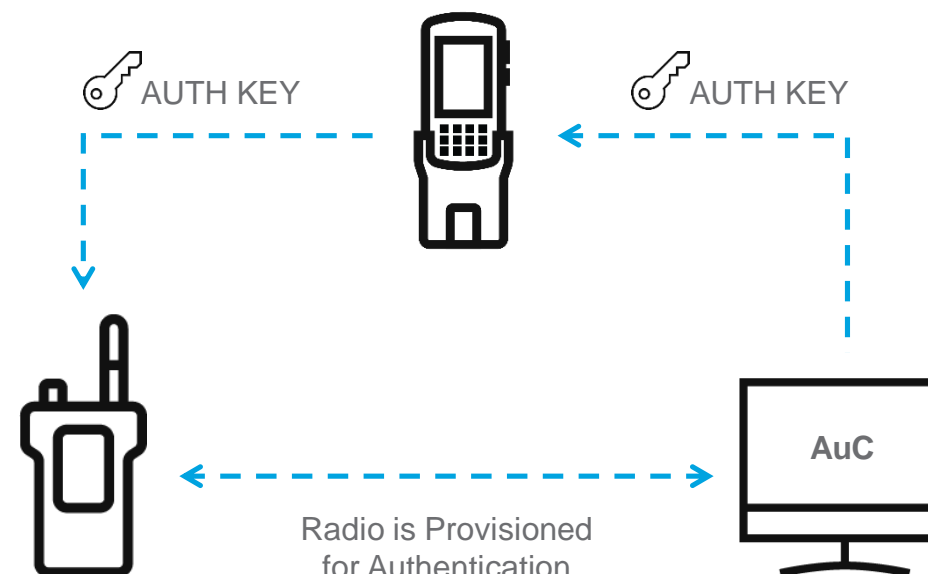 AUTH KEY
AUTH KEY
AuC
Radio is Provisioned
for Authentication